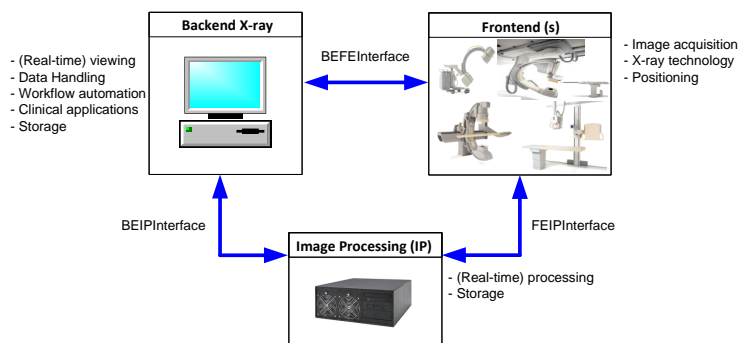 Backend X-ray
Frontend (s)
- (Real-time) viewing
- Data Handling
- Workflow automation
- Clinical applications
- Storage
BEFEInterface
- Image acquisition
- X-ray technology
- Positioning
BEIPInterface
FEIPInterface
Image Processing (IP)
- (Real-time) processing
- Storage